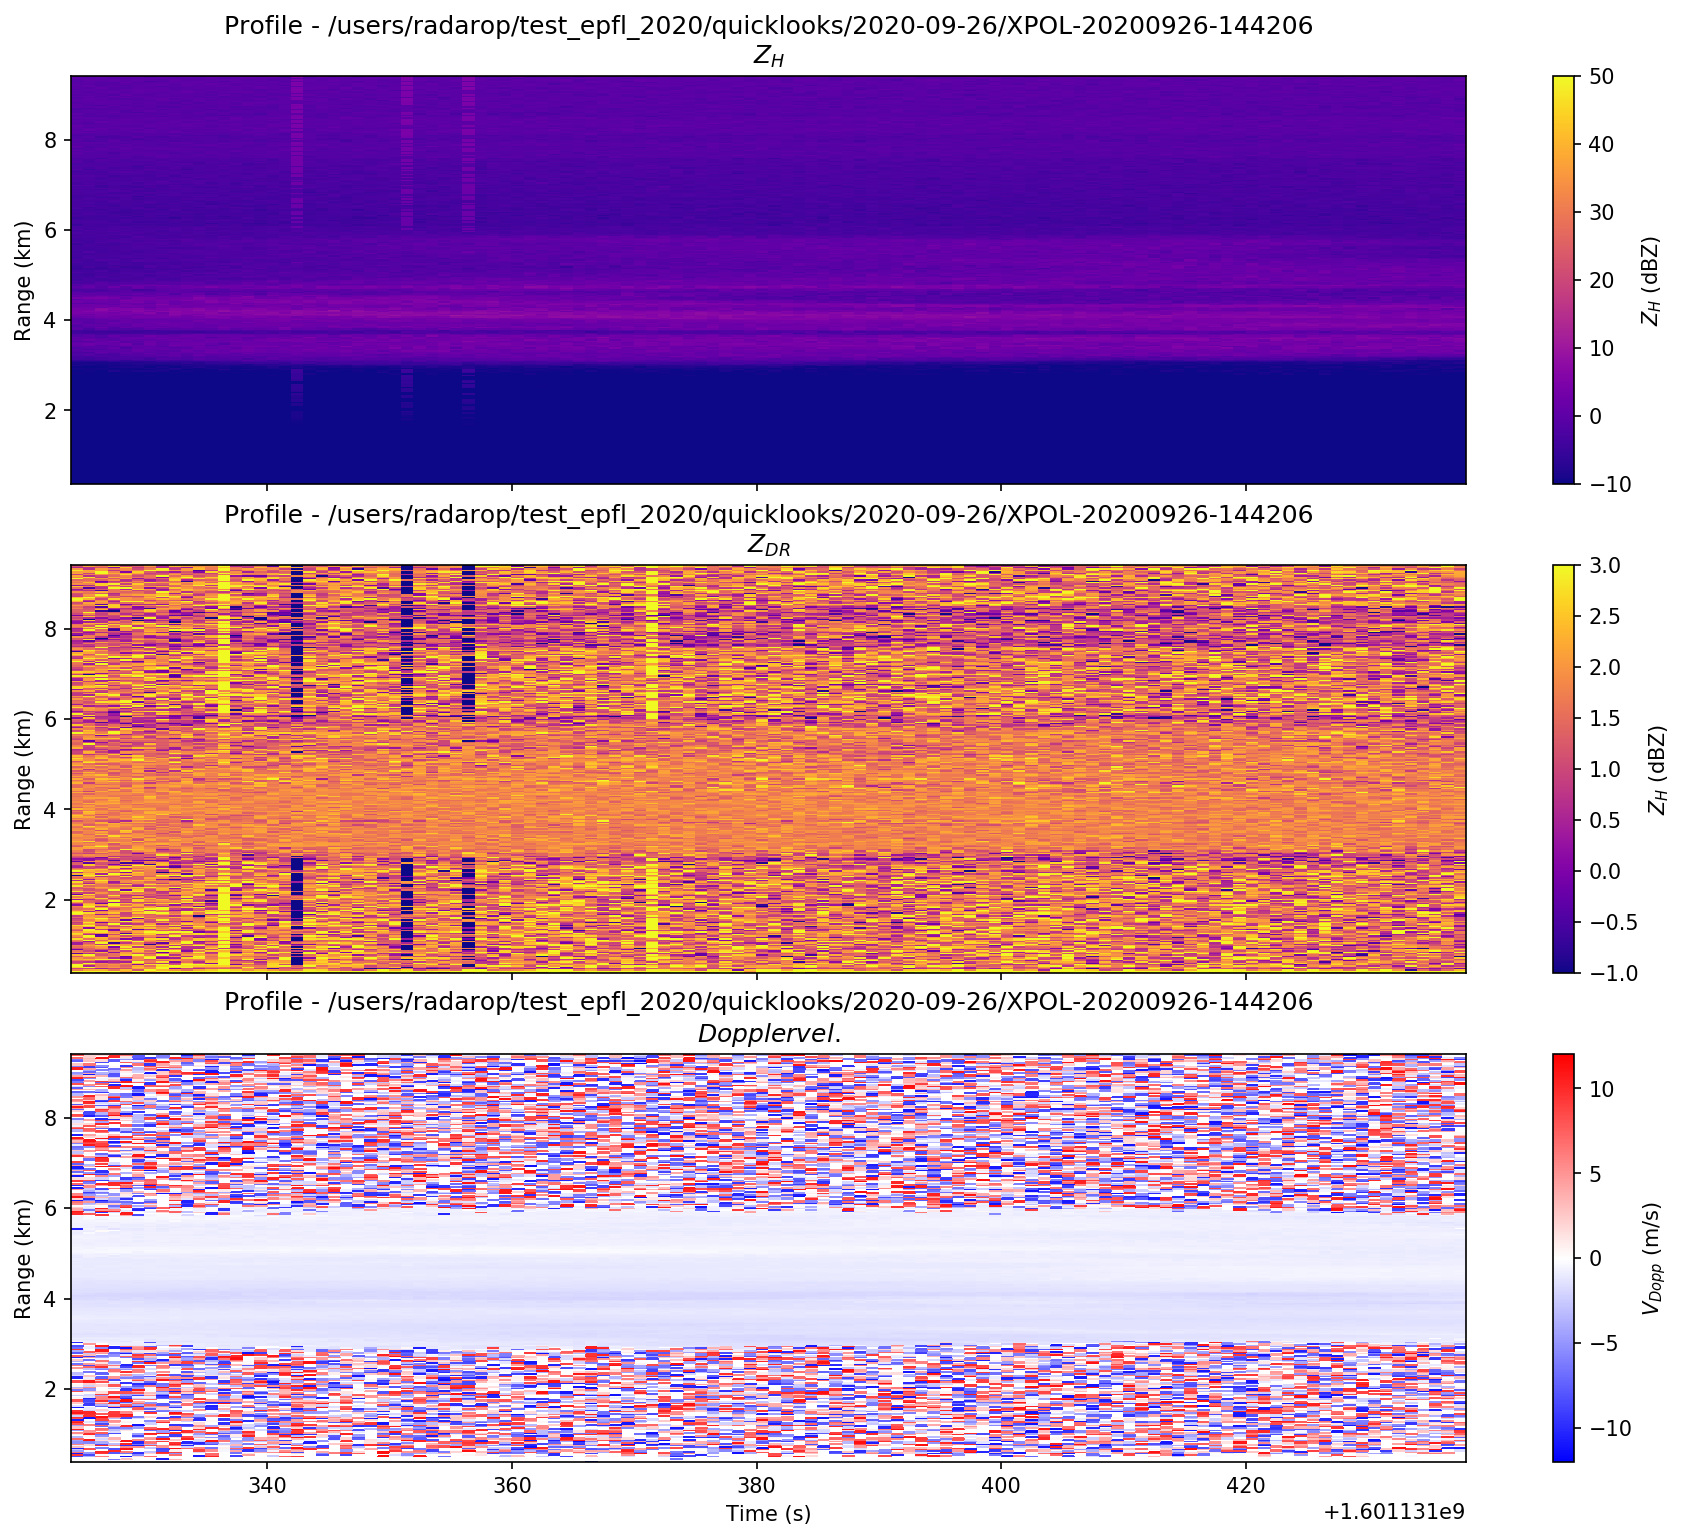 Profile - /users/radarop/test_epfl_2020/quicklooks/2020-09-26/XPOL-20200926-144206
Z_H
8
6
4
2
Range (km)
50
40
30
20
10
0
−10
Z_H (dBZ)
Profile - /users/radarop/test_epfl_2020/quicklooks/2020-09-26/XPOL-20200926-144206
Z_DR
8
6
4
2
Range (km)
3.0
2.5
2.0
1.5
1.0
0.5
0.0
−0.5
−1.0
Z_H (dBZ)
Profile - /users/radarop/test_epfl_2020/quicklooks/2020-09-26/XPOL-20200926-144206
Dopplervel.
8
6
4
2
Range (km)
10
5
0
−5
−10
V_Dopp (m/s)
340 360 380 400 420
Time (s)
+1.601131e9